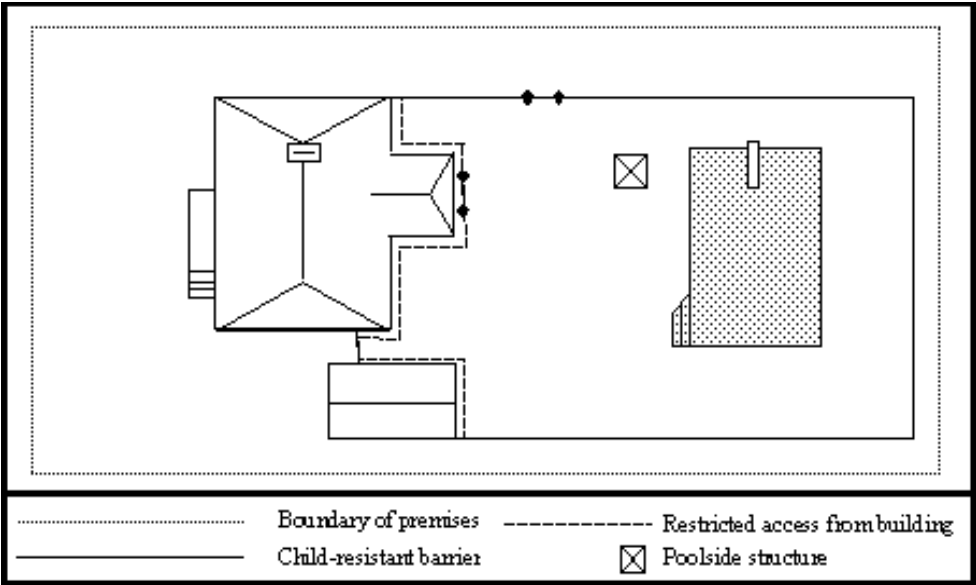 Boundary of premises
Restricted access from building
Child-resistant barrier
Poolside structure